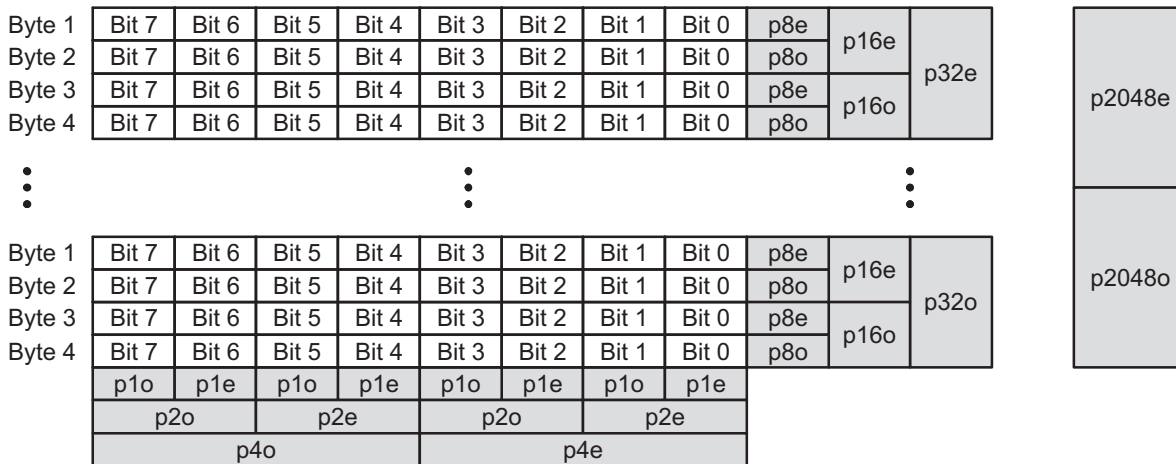 Byte 1 Bit 7 Bit 6 Bit 5 Bit 4 Bit 3 Bit 2 Bit 1 Bit 0 p8e p16e p32e p2048e
Byte 2 Bit 7 Bit 6 Bit 5 Bit 4 Bit 3 Bit 2 Bit 1 Bit 0 p8o
Byte 3 Bit 7 Bit 6 Bit 5 Bit 4 Bit 3 Bit 2 Bit 1 Bit 0 p8e p16o
Byte 4 Bit 7 Bit 6 Bit 5 Bit 4 Bit 3 Bit 2 Bit 1 Bit 0 p8o
Byte 1 Bit 7 Bit 6 Bit 5 Bit 4 Bit 3 Bit 2 Bit 1 Bit 0 p8e p16e p32o p2048o
Byte 2 Bit 7 Bit 6 Bit 5 Bit 4 Bit 3 Bit 2 Bit 1 Bit 0 p8o
Byte 3 Bit 7 Bit 6 Bit 5 Bit 4 Bit 3 Bit 2 Bit 1 Bit 0 p8e p16o
Byte 4 Bit 7 Bit 6 Bit 5 Bit 4 Bit 3 Bit 2 Bit 1 Bit 0 p8o
p1o p1e p1o p1e p1o p1e p1o p1e
p2o p2e p2o p2e
p4o p4e